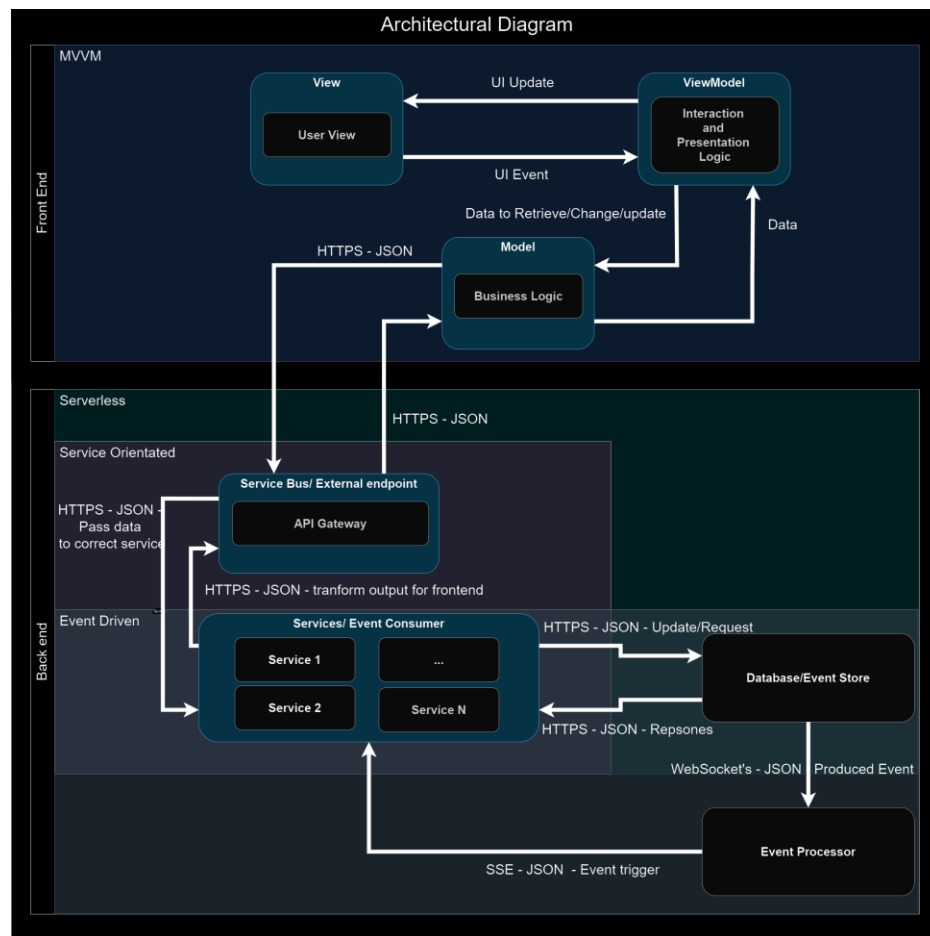 Architectural Diagram
MVVM
Front End
View
User View
UI Update
UI Event
ViewModel
Interaction
and
Presentation
Logic
Data to Retrieve/Change/update
Data
Model
Business Logic
HTTPS - JSON
HTTPS - JSON
Back end
Serverless
Service Orientated
Service Bus/ External endpoint
API Gateway
HTTPS - JSON -
Pass data
to correct service
HTTPS - JSON - tranform output for frontend
Event Driven
Services/ Event Consumer
Service 1
...
Service 2
Service N
HTTPS - JSON - Update/Request
Database/Event Store
HTTPS - JSON - Repsones
WebSocket's - JSON - Produced Event
Event Processor
SSE - JSON  - Event trigger